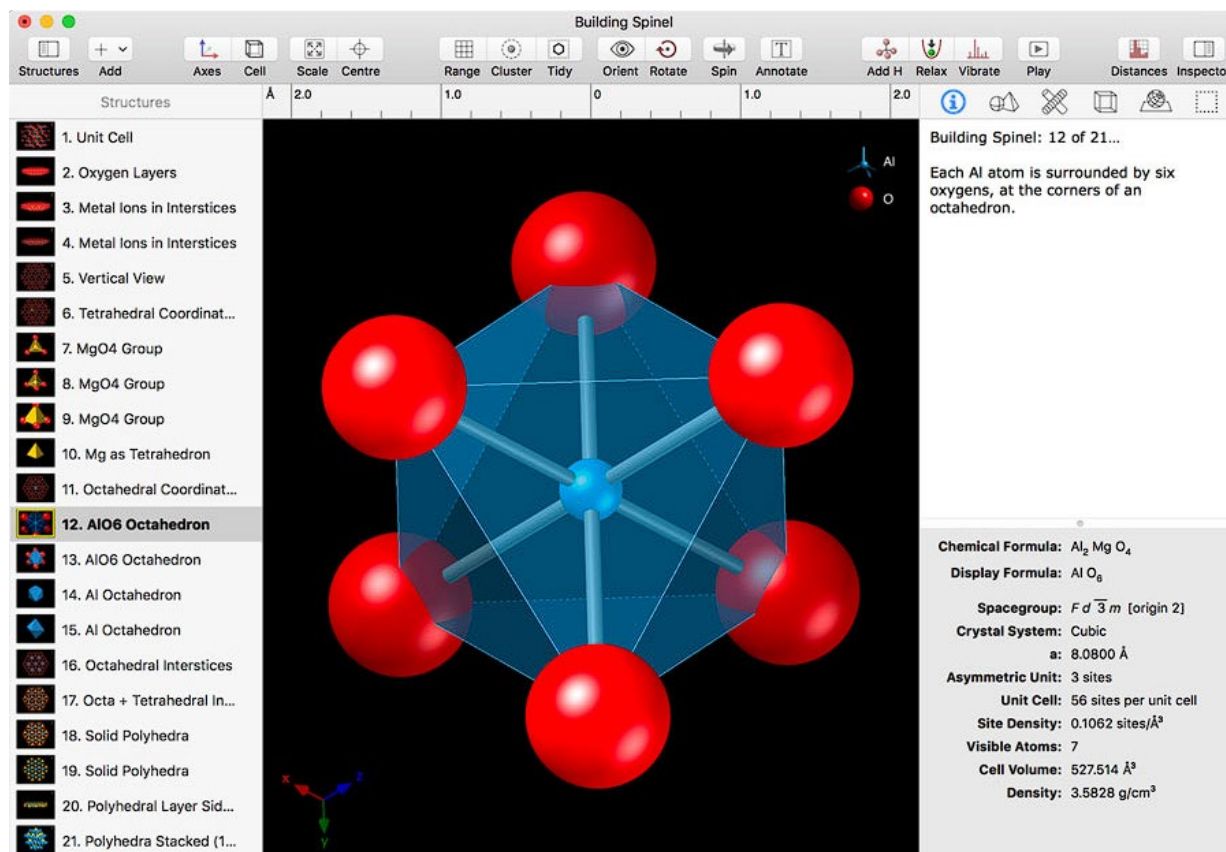 Building Spinel
Structures Add Axes Cell Scale Centre Range Cluster Tidy Orient Rotate Spin Annotate Add H Relax Vibrate Play Distances Inspecto
Structures
Å 2.0 1.0 0 1.0 2.0
1. Unit Cell
2. Oxygen Layers
3. Metal Ions in Interstices
4. Metal Ions in Interstices
5. Vertical View
6. Tetrahedral Coordinat...
7. MgO4 Group
8. MgO4 Group
9. MgO4 Group
10. Mg as Tetrahedron
11. Octahedral Coordinat...
12. AlO6 Octahedron
13. AlO6 Octahedron
14. Al Octahedron
15. Al Octahedron
16. Octahedral Interstices
17. Octa + Tetrahedral In...
18. Solid Polyhedra
19. Solid Polyhedra
20. Polyhedral Layer Sid...
21. Polyhedra Stacked (1...
Al
O
x
z
y
Building Spinel: 12 of 21...
Each Al atom is surrounded by six
oxygens, at the corners of an
octahedron.
Chemical Formula: Al₂ Mg O₄
Display Formula: Al O₆
Spacegroup: F d 3̅ m [origin 2]
Crystal System: Cubic
a: 8.0800 Å
Asymmetric Unit: 3 sites
Unit Cell: 56 sites per unit cell
Site Density: 0.1062 sites/Å³
Visible Atoms: 7
Cell Volume: 527.514 Å³
Density: 3.5828 g/cm³